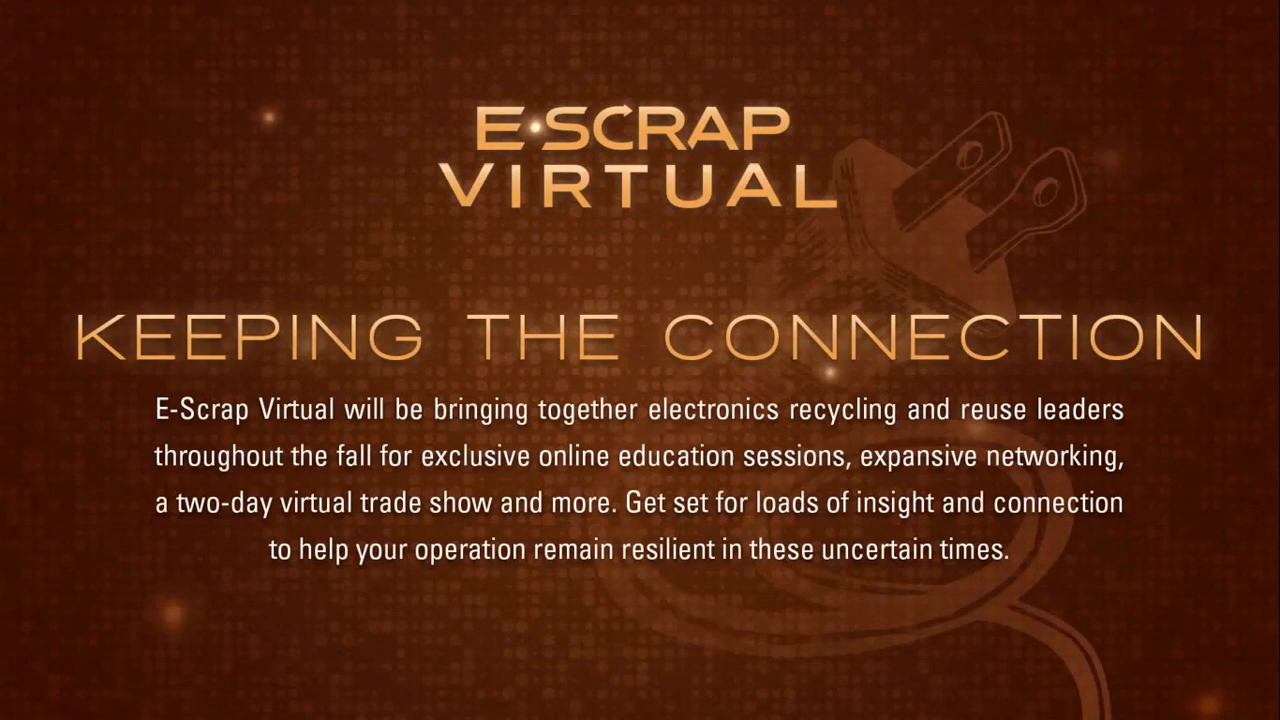 E·SCRAP
VIRTUAL
KEEPING THE CONNECTION
E-Scrap Virtual will be bringing together electronics recycling and reuse leaders
throughout the fall for exclusive online education sessions, expansive networking,
a two-day virtual trade show and more. Get set for loads of insight and connection
to help your operation remain resilient in these uncertain times.